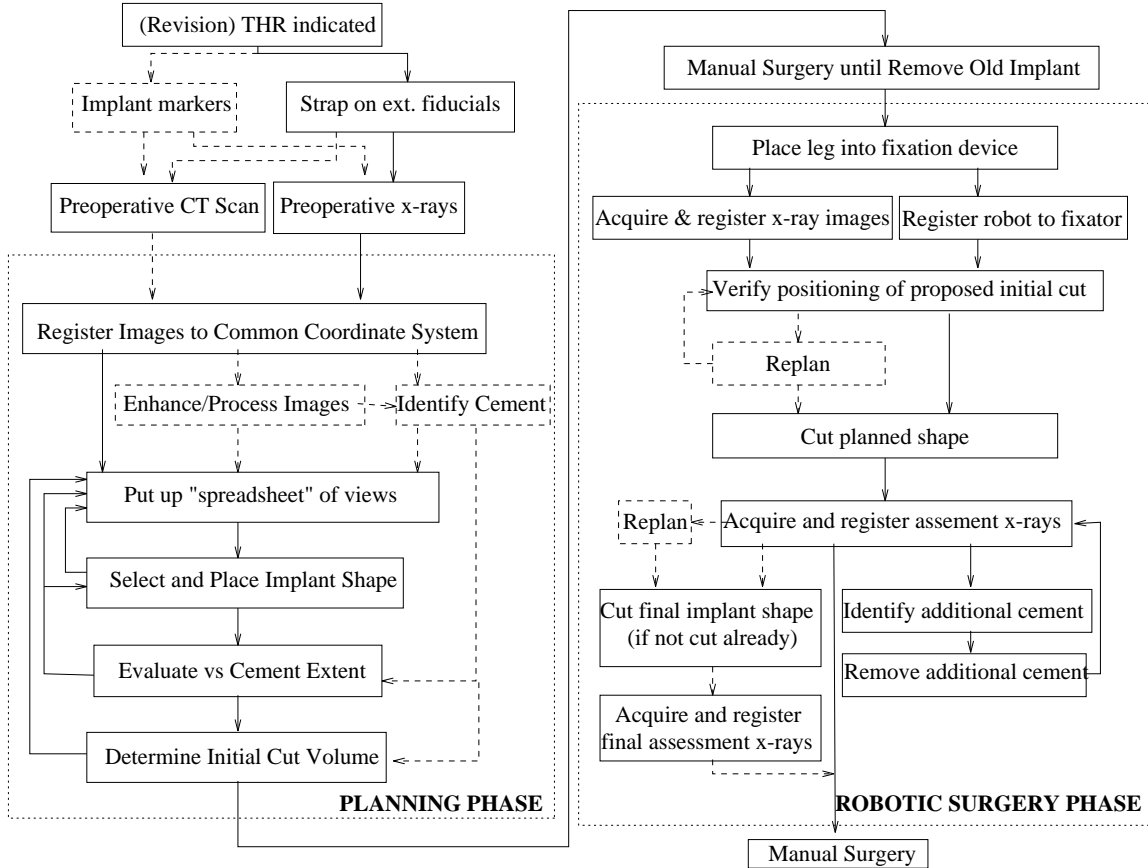 (Revision) THR indicated
Implant markers
Strap on ext. fiducials
Preoperative CT Scan
Preoperative x-rays
Register Images to Common Coordinate System
Enhance/Process Images
Identify Cement
Put up "spreadsheet" of views
Select and Place Implant Shape
Evaluate vs Cement Extent
Determine Initial Cut Volume
PLANNING PHASE
Manual Surgery until Remove Old Implant
Place leg into fixation device
Acquire & register x-ray images
Register robot to fixator
Verify positioning of proposed initial cut
Replan
Cut planned shape
Replan
Acquire and register assement x-rays
Cut final implant shape
(if not cut already)
Identify additional cement
Remove additional cement
Acquire and register
final assessment x-rays
ROBOTIC SURGERY PHASE
Manual Surgery